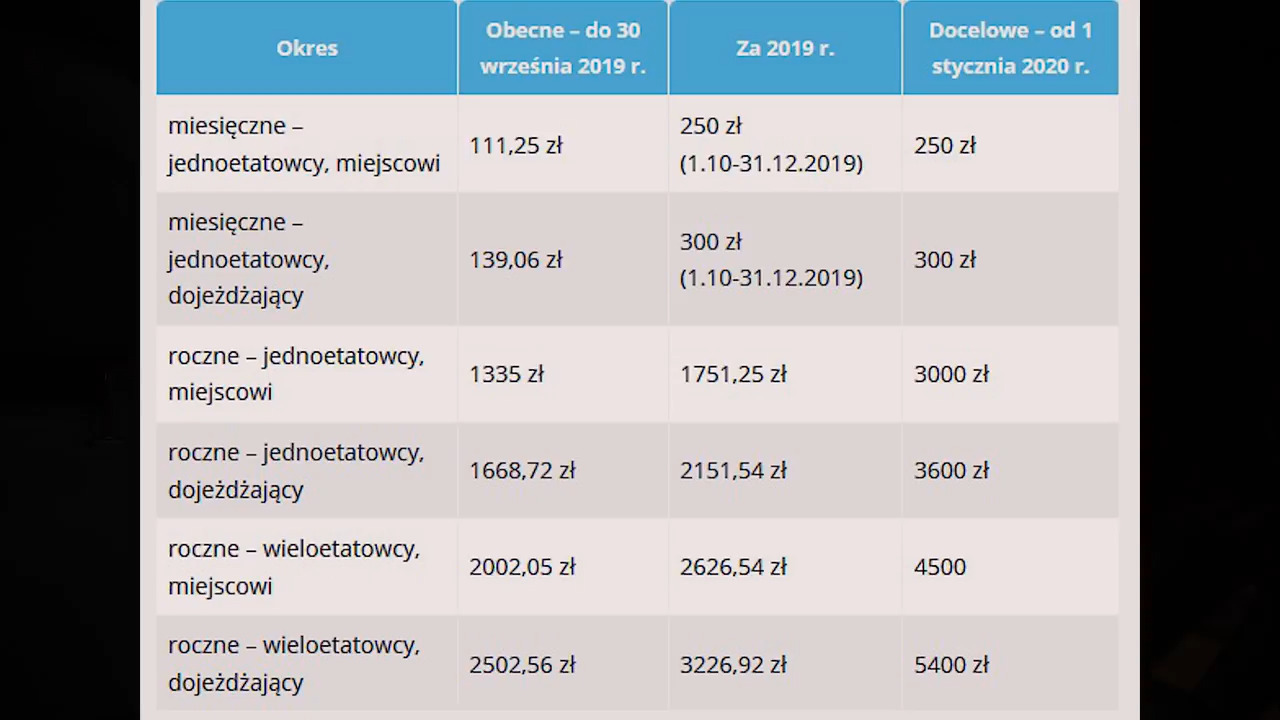 Okres
Obecne – do 30
września 2019 r.
Za 2019 r.
Docelowe – od 1
stycznia 2020 r.
miesięczne –
jednoetatowcy, miejscowi
111,25 zł
250 zł
(1.10-31.12.2019)
250 zł
miesięczne –
jednoetatowcy,
dojeżdżający
139,06 zł
300 zł
(1.10-31.12.2019)
300 zł
roczne – jednoetatowcy,
miejscowi
1335 zł
1751,25 zł
3000 zł
roczne – jednoetatowcy,
dojeżdżający
1668,72 zł
2151,54 zł
3600 zł
roczne – wieloetatowcy,
miejscowi
2002,05 zł
2626,54 zł
4500
roczne – wieloetatowcy,
dojeżdżający
2502,56 zł
3226,92 zł
5400 zł